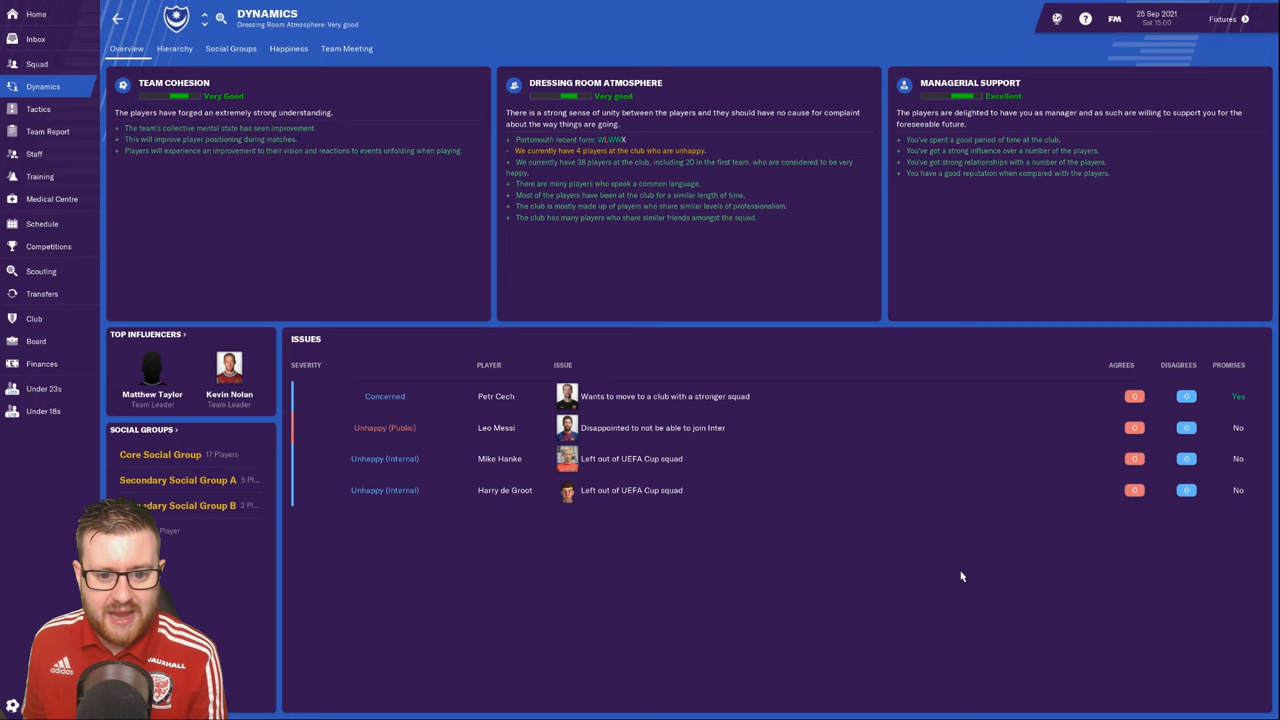 Home
Inbox
Squad
Dynamics
Tactics
Team Report
Staff
Training
Medical Centre
Schedule
Competitions
Scouting
Transfers
Club
Board
Finances
Under 23s
Under 18s
DYNAMICS
Dressing Room Atmosphere: Very good
FM
25 Sep 2021
Sat 15:00
Fixtures
Overview
Hierarchy
Social Groups
Happiness
Team Meeting
TEAM COHESION
Very Good
The players have forged an extremely strong understanding.
+ The team's collective mental state has seen improvement.
+ This will improve player positioning during matches.
+ Players will experience an improvement to their vision and reactions to events unfolding when playing.
DRESSING ROOM ATMOSPHERE
Very good
There is a strong sense of unity between the players and they should have no cause for complaint
about the way things are going.
+ Portsmouth recent form: WLWWX
- We currently have 4 players at the club who are unhappy.
+ We currently have 38 players at the club, including 20 in the first team, who are considered to be very
happy.
+ There are many players who speak a common language.
+ Most of the players have been at the club for a similar length of time.
+ The club is mostly made up of players who share similar levels of professionalism.
+ The club has many players who share similar friends amongst the squad.
MANAGERIAL SUPPORT
Excellent
The players are delighted to have you as manager and as such are willing to support you for the
foreseeable future.
+ You've spent a good period of time at the club.
+ You've got a strong influence over a number of the players.
+ You've got strong relationships with a number of the players.
+ You have a good reputation when compared with the players.
TOP INFLUENCERS >
Matthew Taylor
Team Leader
Kevin Nolan
Team Leader
SOCIAL GROUPS >
Core Social Group 17 Players
Secondary Social Group A 5 Pl...
ndary Social Group B 2 Pl...
Player
ISSUES
SEVERITY PLAYER ISSUE AGREES DISAGREES PROMISES
Concerned Petr Cech Wants to move to a club with a stronger squad 0 0 Yes
Unhappy (Public) Leo Messi Disappointed to not be able to join Inter 0 0 No
Unhappy (Internal) Mike Hanke Left out of UEFA Cup squad 0 0 No
Unhappy (Internal) Harry de Groot Left out of UEFA Cup squad 0 0 No
adidas
VAUXHALL